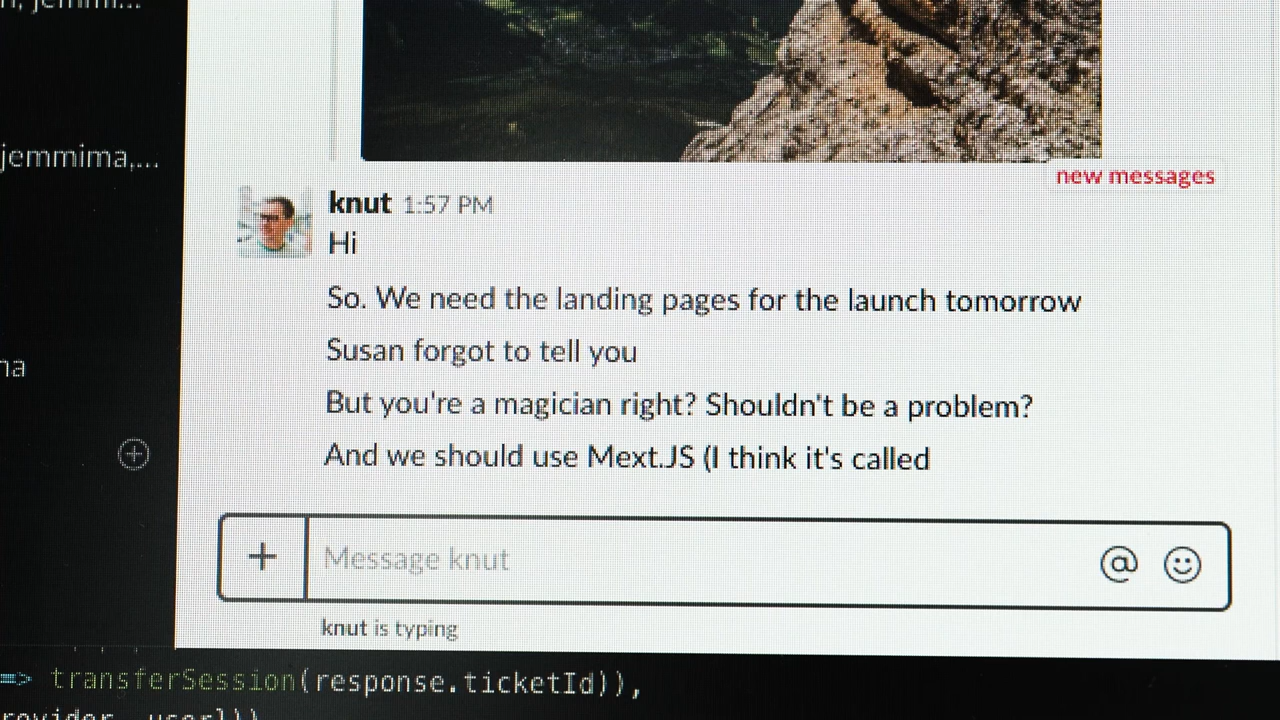 jemmima,...
new messages
knut 1:57 PM
Hi
So. We need the landing pages for the launch tomorrow
Susan forgot to tell you
But you're a magician right? Shouldn't be a problem?
And we should use Mext.JS (I think it's called
+ Message knut @
knut is typing
=> transferSession(response.ticketId)),